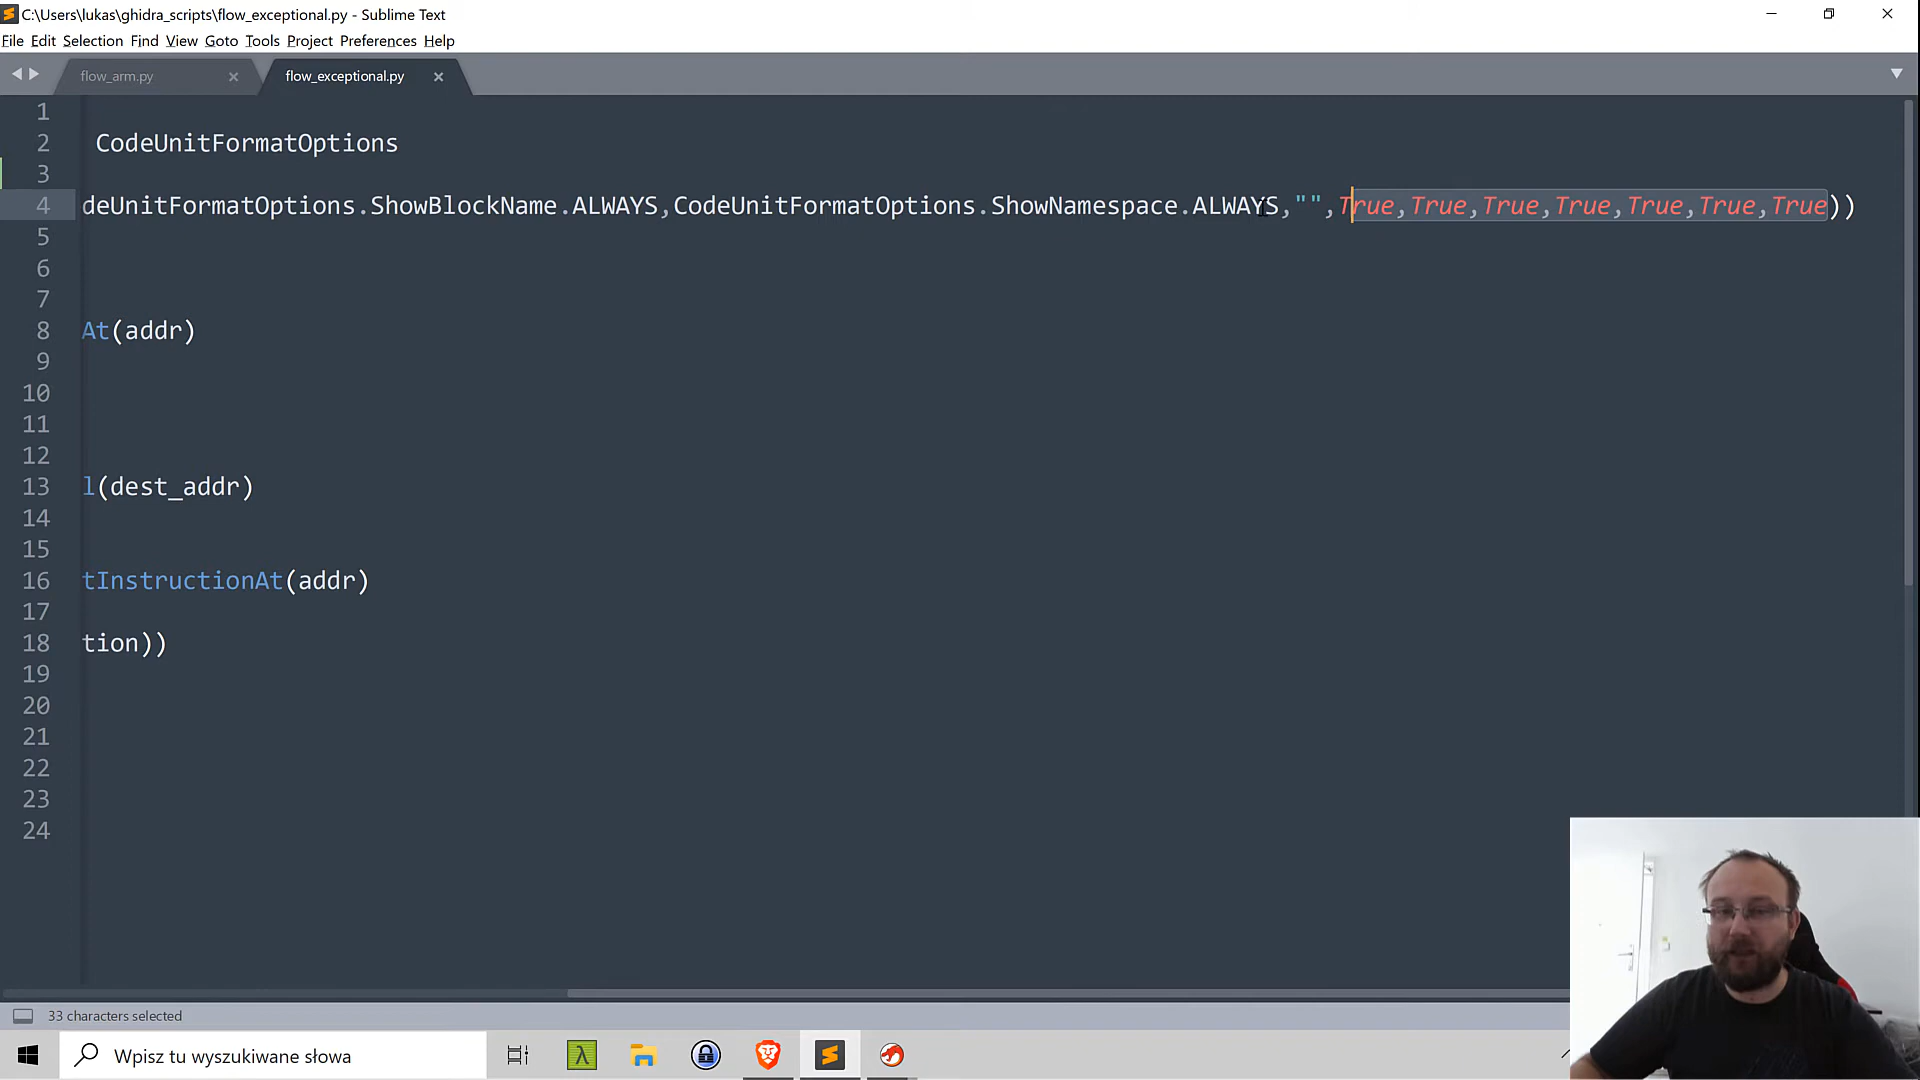 C:\Users\lukas\ghidra_scripts\flow_exceptional.py - Sublime Text
File Edit Selection Find View Goto Tools Project Preferences Help
flow_arm.py × flow_exceptional.py ×
1
2 CodeUnitFormatOptions
3
4 deUnitFormatOptions.ShowBlockName.ALWAYS,CodeUnitFormatOptions.ShowNamespace.ALWAYS,"",True,True,True,True,True,True,True))
5
6
7
8 At(addr)
9
10
11
12
13 l(dest_addr)
14
15
16 tInstructionAt(addr)
17
18 tion))
19
20
21
22
23
24
33 characters selected
Wpisz tu wyszukiwane słowa